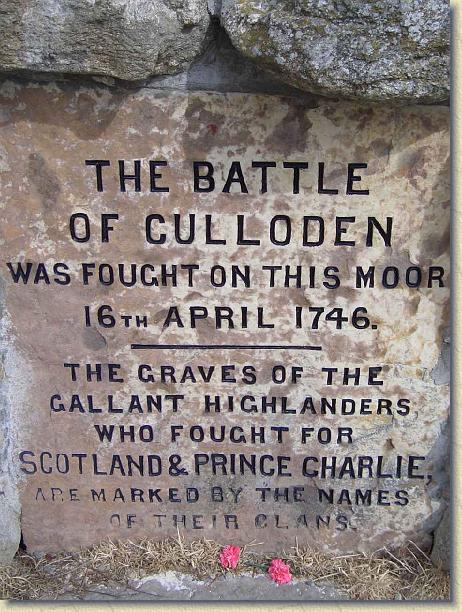 THE BATTLE
OF CULLODEN
WAS FOUGHT ON THIS MOOR
16TH APRIL 1746.
THE GRAVES OF THE
GALLANT HIGHLANDERS
WHO FOUGHT FOR
SCOTLAND & PRINCE CHARLIE,
ARE MARKED BY THE NAMES
OF THEIR CLANS.